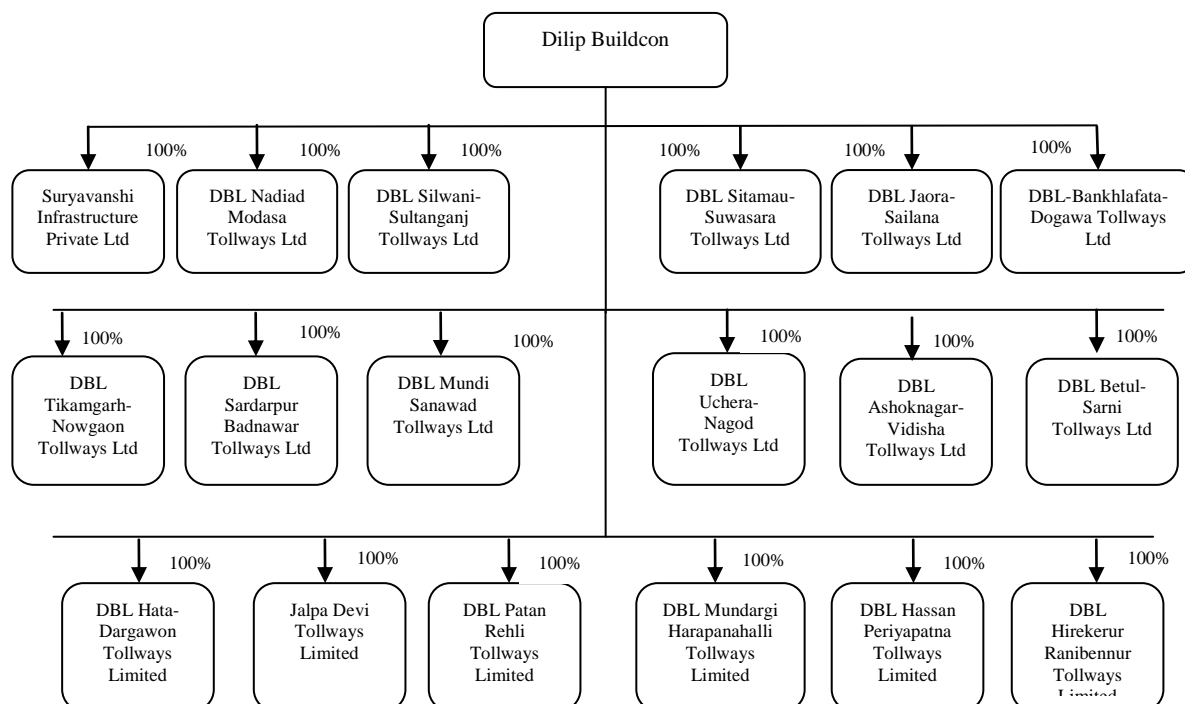 Dilip Buildcon
100%
100%
100%
100%
100%
100%
Suryavanshi
Infrastructure
Private Ltd
DBL Nadiad
Modasa
Tollways Ltd
DBL Silwani-
Sultanganj
Tollways Ltd
DBL Sitamau-
Suwasara
Tollways Ltd
DBL Jaora-
Sailana
Tollways Ltd
DBL-Bankhlafata-
Dogawa Tollways
Ltd
100%
100%
100%
100%
100%
100%
DBL
Tikamgarh-
Nowgaon
Tollways Ltd
DBL
Sardarpur
Badnawar
Tollways Ltd
DBL Mundi
Sanawad
Tollways Ltd
DBL
Uchera-
Nagod
Tollways Ltd
DBL
Ashoknagar-
Vidisha
Tollways Ltd
DBL Betul-
Sarni
Tollways Ltd
100%
100%
100%
100%
100%
100%
DBL Hata-
Dargawon
Tollways
Limited
Jalpa Devi
Tollways
Limited
DBL Patan
Rehli
Tollways
Limited
DBL Mundargi
Harapanahalli
Tollways
Limited
DBL Hassan
Periyapatna
Tollways
Limited
DBL
Hirekerur
Ranibennur
Tollways
Limited